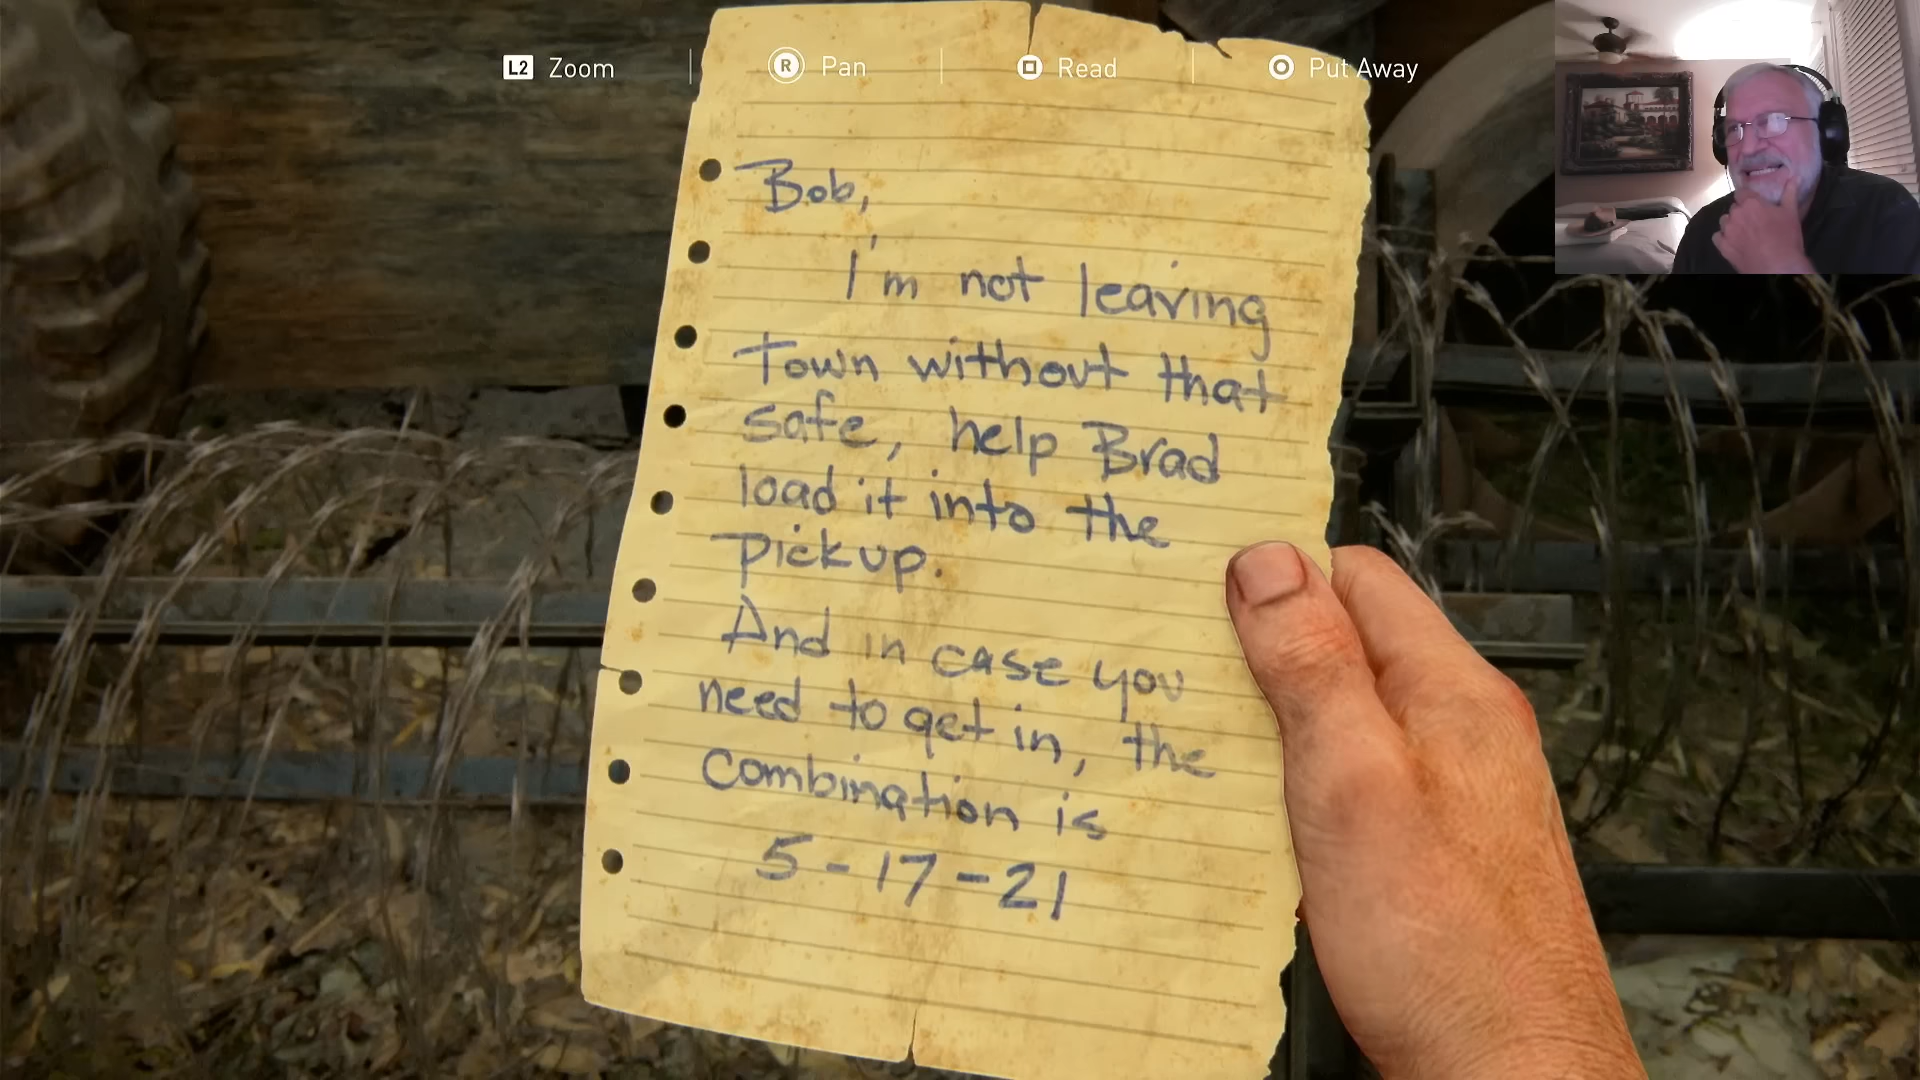 L2 Zoom R Pan Read Put Away
Bob,
I'm not leaving
Town without that
safe, help Brad
load it into the
pickup.
And in case you
need to get in, the
Combination is
5-17-21